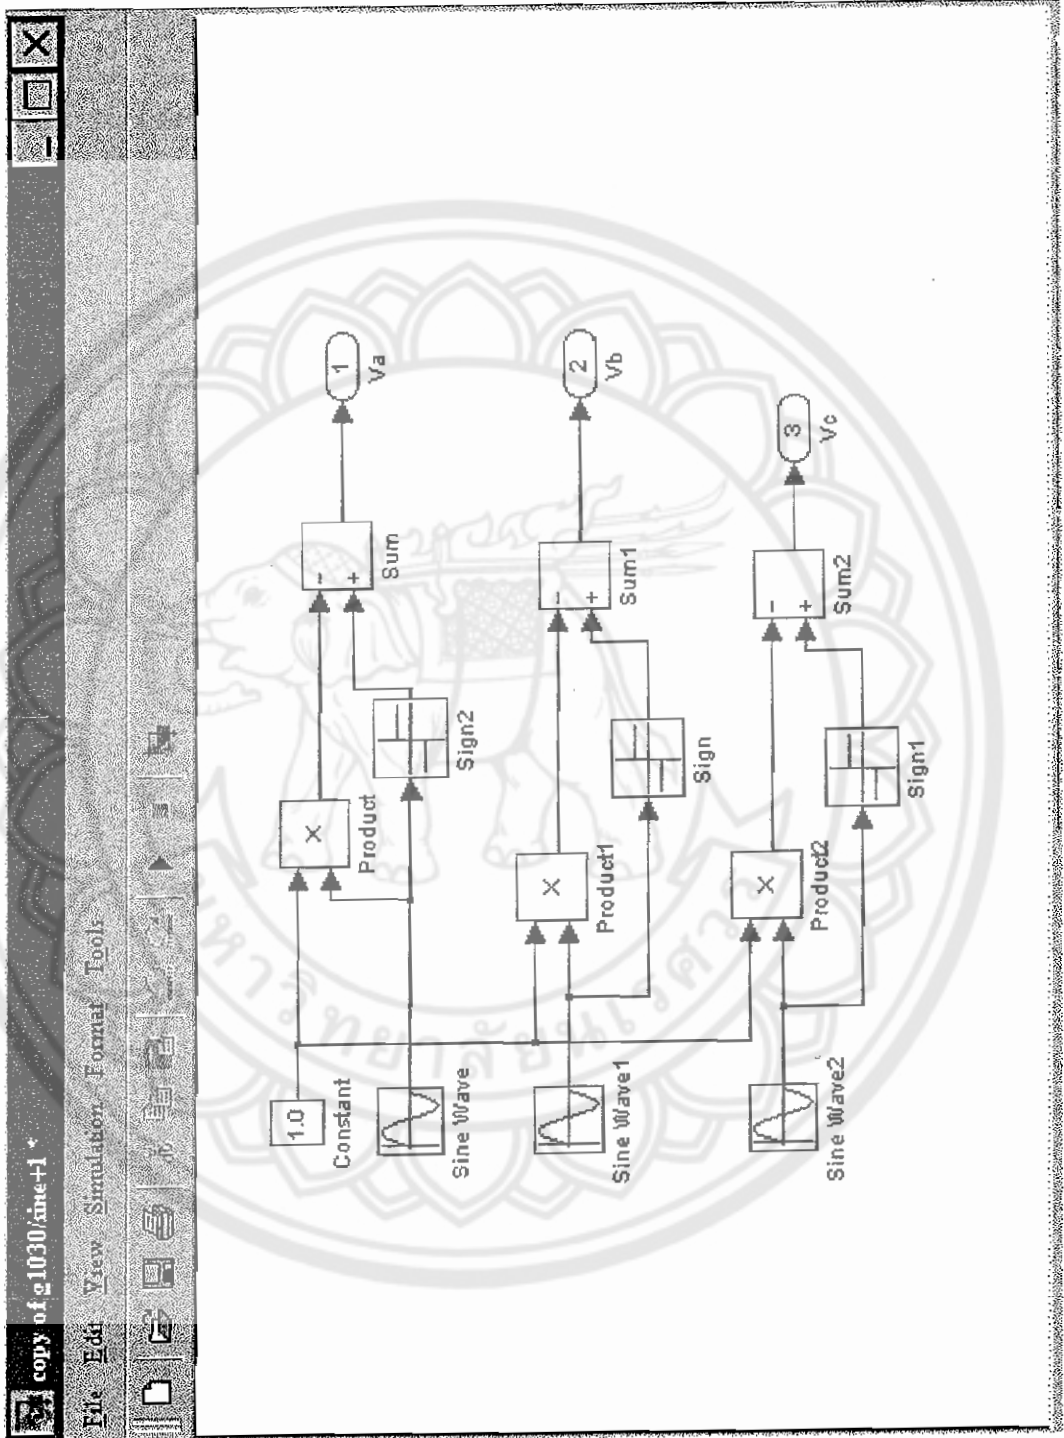 copy of g1030/sine+1 *
File Edit View Simulation Format Tools
1.0
Constant
×
Product
-
+
Sum
1
Va
Sine Wave
Sign2
×
Product1
-
+
Sum1
2
Vb
Sine Wave1
Sign
×
Product2
-
+
Sum2
3
Vc
Sine Wave2
Sign1